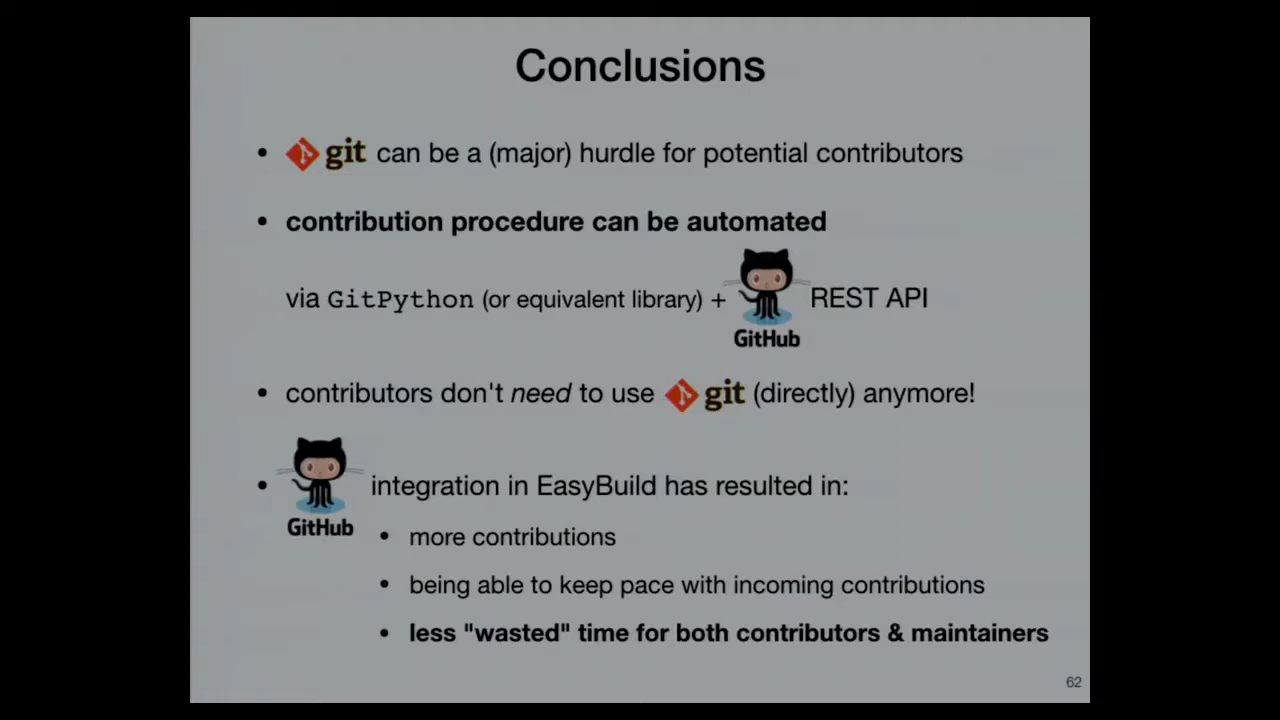 Conclusions
• git can be a (major) hurdle for potential contributors
• contribution procedure can be automated
via GitPython (or equivalent library) + GitHub REST API
• contributors don't need to use git (directly) anymore!
• GitHub integration in EasyBuild has resulted in:
• more contributions
• being able to keep pace with incoming contributions
• less "wasted" time for both contributors & maintainers
62